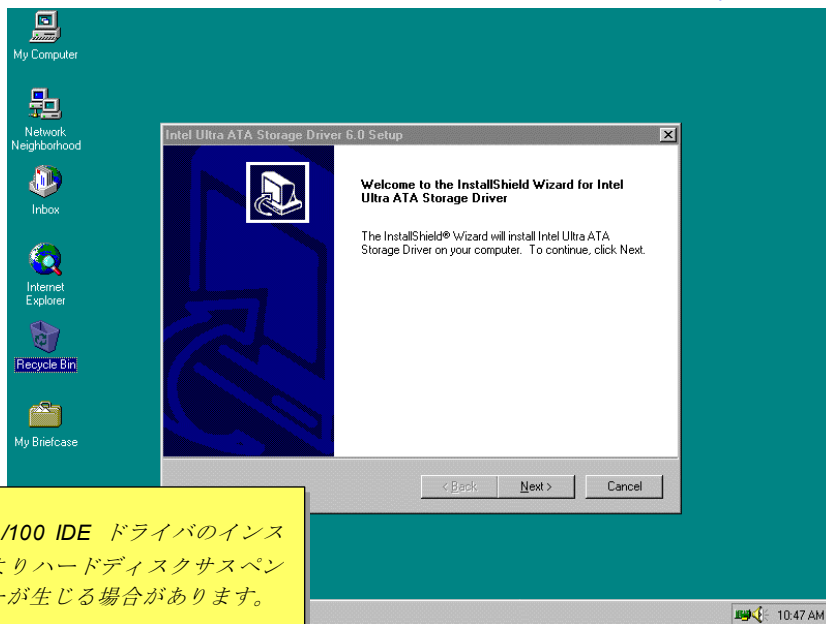 My Computer
Network
Neighborhood
Inbox
Internet
Explorer
Recycle Bin
My Briefcase
Intel Ultra ATA Storage Driver 6.0 Setup
Welcome to the InstallShield Wizard for Intel
Ultra ATA Storage Driver
The InstallShield® Wizard will install Intel Ultra ATA
Storage Driver on your computer. To continue, click Next.
< Back
Next >
Cancel
/100 IDE ドライバのインス
よりハードディスクサスペン
ーが生じる場合があります。
10:47 AM